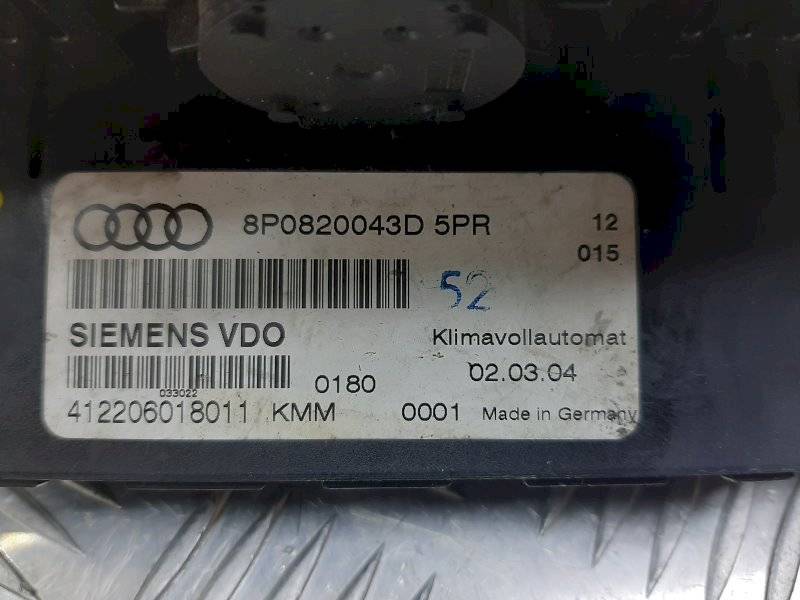 8P0820043D 5PR 12
015
52
SIEMENS VDO Klimavollautomat
0180 02.03.04
033022
412206018011 KMM 0001 Made in Germany